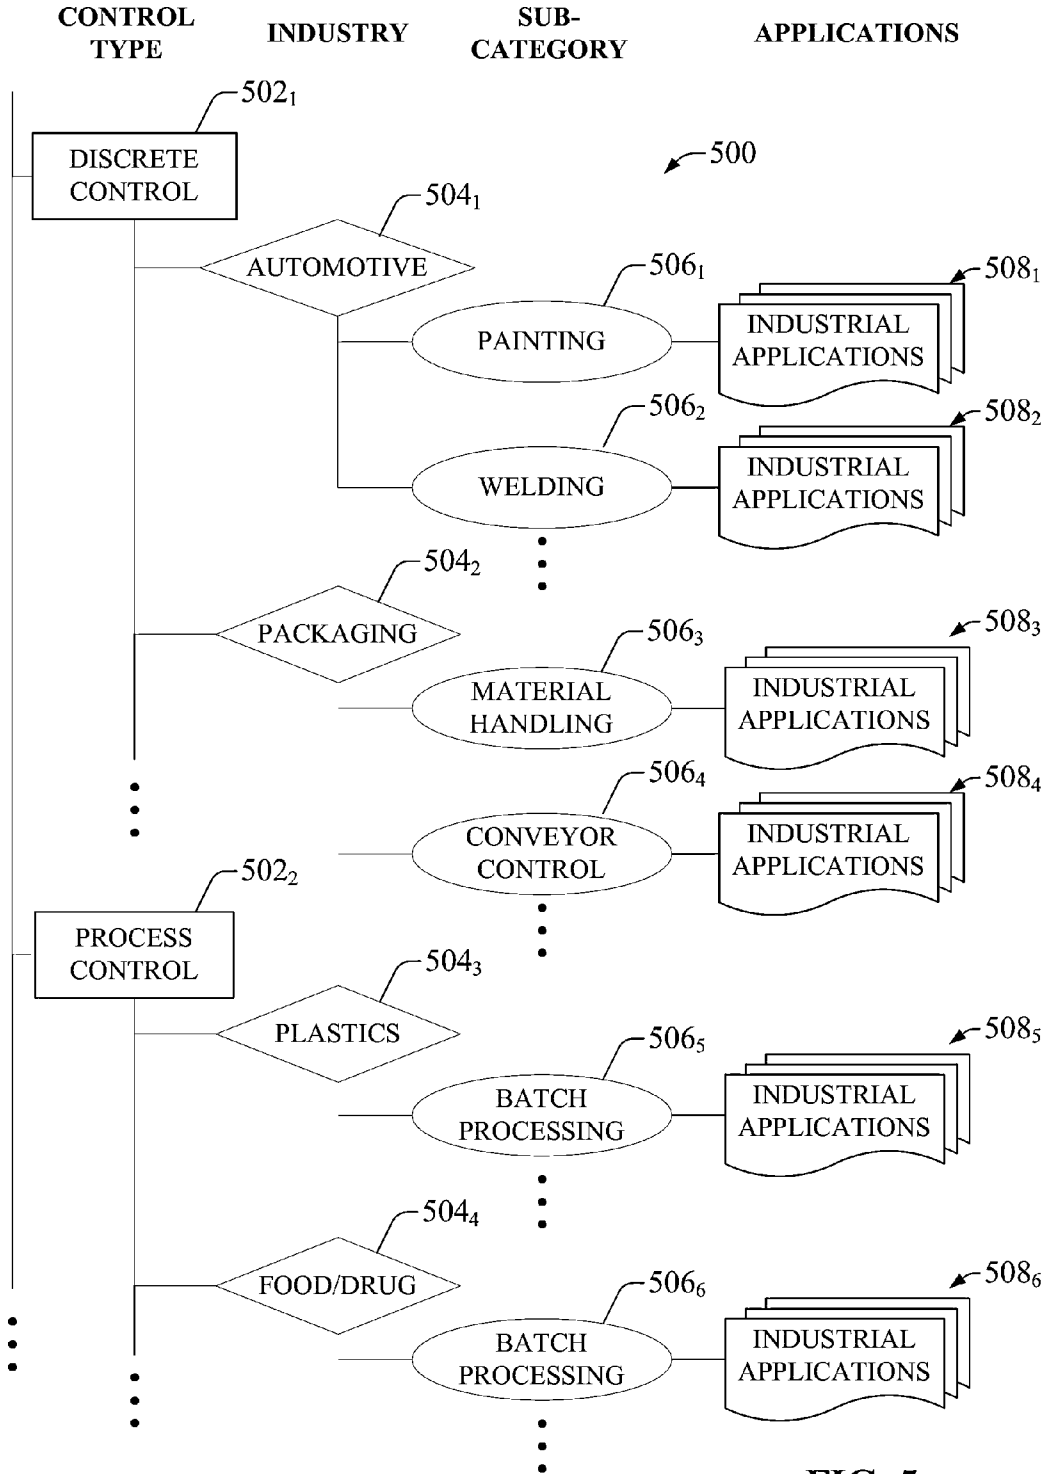 CONTROL TYPE
INDUSTRY
SUB-CATEGORY
APPLICATIONS
502₁
DISCRETE
CONTROL
500
504₁
AUTOMOTIVE
506₁
PAINTING
508₁
INDUSTRIAL
APPLICATIONS
506₂
WELDING
508₂
INDUSTRIAL
APPLICATIONS
504₂
PACKAGING
506₃
MATERIAL
HANDLING
508₃
INDUSTRIAL
APPLICATIONS
506₄
CONVEYOR
CONTROL
508₄
INDUSTRIAL
APPLICATIONS
502₂
PROCESS
CONTROL
504₃
PLASTICS
506₅
BATCH
PROCESSING
508₅
INDUSTRIAL
APPLICATIONS
504₄
FOOD/DRUG
506₆
BATCH
PROCESSING
508₆
INDUSTRIAL
APPLICATIONS